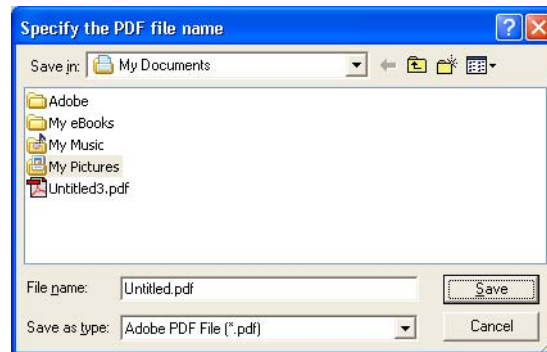 Specify the PDF file name
Save in: My Documents
Adobe
My eBooks
My Music
My Pictures
Untitled3.pdf
File name: Untitled.pdf Save
Save as type: Adobe PDF File (*.pdf) Cancel